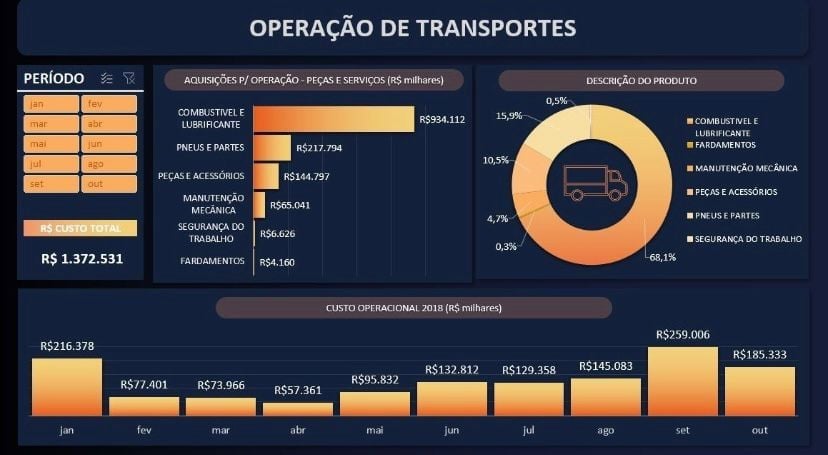 OPERAÇÃO DE TRANSPORTES
PERÍODO
jan fev
mar abr
mai jun
jul ago
set out
R$ CUSTO TOTAL
R$ 1.372.531
AQUISIÇÕES P/ OPERAÇÃO - PEÇAS E SERVIÇOS (R$ milhares)
COMBUSTIVEL E
LUBRIFICANTE
R$934.112
PNEUS E PARTES
R$217.794
PEÇAS E ACESSÓRIOS
R$144.797
MANUTENÇÃO
MECÂNICA
R$65.041
SEGURANÇA DO
TRABALHO
R$6.626
FARDAMENTOS
R$4.160
DESCRIÇÃO DO PRODUTO
0,5%
15,9%
10,5%
4,7%
0,3%
68,1%
COMBUSTIVEL E
LUBRIFICANTE
FARDAMENTOS
MANUTENÇÃO MECÂNICA
PEÇAS E ACESSÓRIOS
PNEUS E PARTES
SEGURANÇA DO TRABALHO
CUSTO OPERACIONAL 2018 (R$ milhares)
R$216.378 R$77.401 R$73.966 R$57.361 R$95.832 R$132.812 R$129.358 R$145.083 R$259.006 R$185.333
jan fev mar abr mai jun jul ago set out